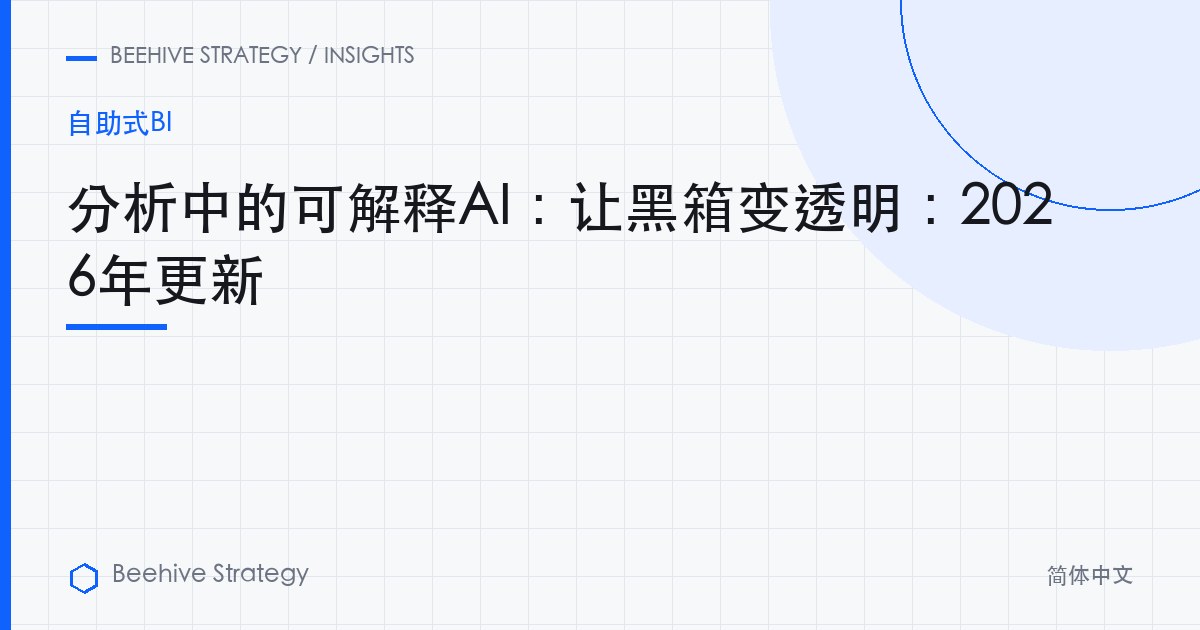 BEEHIVE STRATEGY / INSIGHTS
自助式BI
分析中的可解释AI：让黑箱变透明：202
6年更新
Beehive Strategy
简体中文